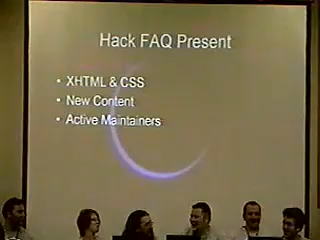 Hack FAQ Present
• XHTML & CSS
• New Content
• Active Maintainers